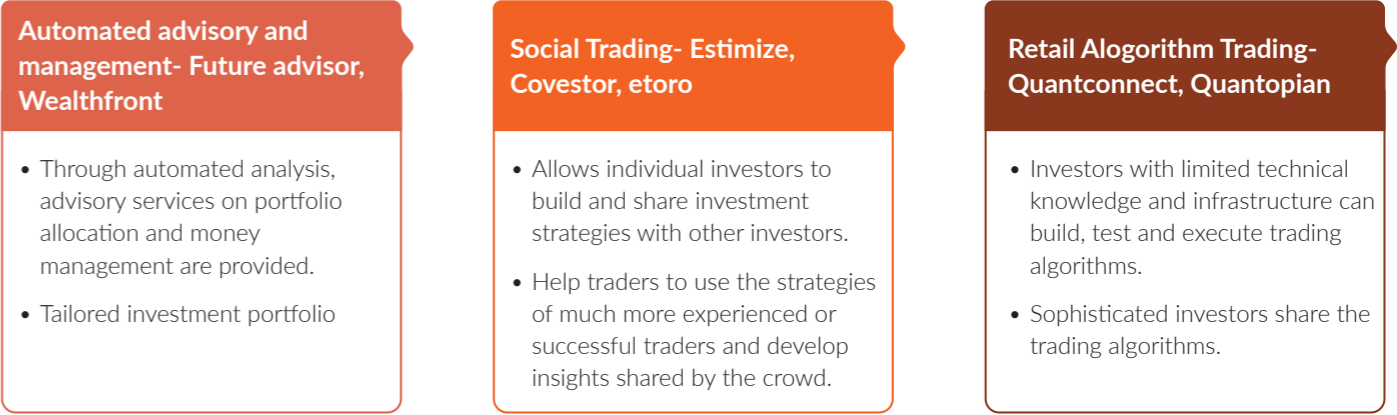 Automated advisory and
management- Future advisor,
Wealthfront
• Through automated analysis,
advisory services on portfolio
allocation and money
management are provided.
• Tailored investment portfolio
Social Trading- Estimize,
Covestor, etoro
• Allows individual investors to
build and share investment
strategies with other investors.
• Help traders to use the strategies
of much more experienced or
successful traders and develop
insights shared by the crowd.
Retail Alogorithm Trading-
Quantconnect, Quantopian
• Investors with limited technical
knowledge and infrastructure can
build, test and execute trading
algorithms.
• Sophisticated investors share the
trading algorithms.